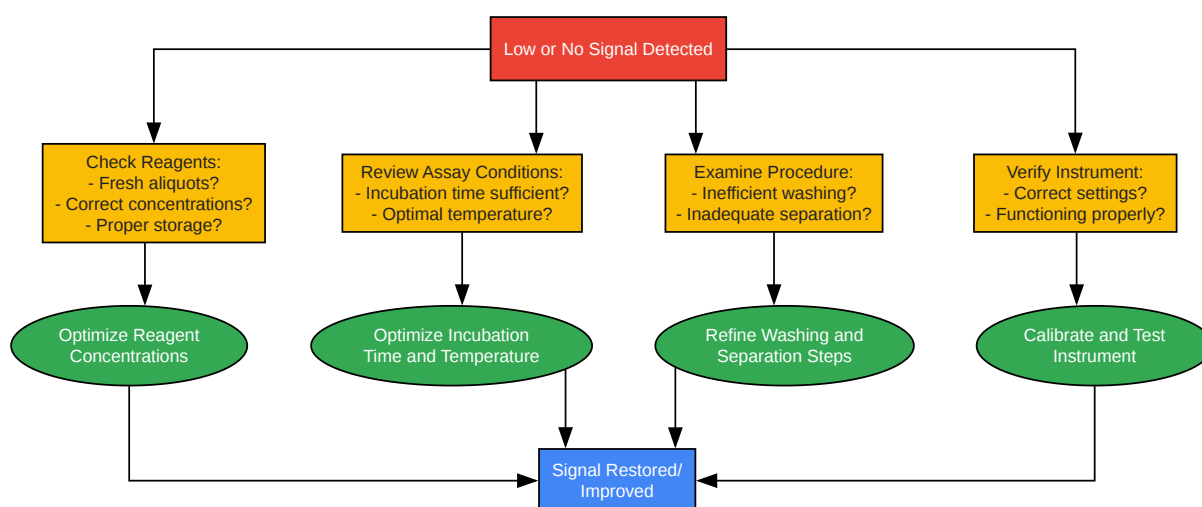 Low or No Signal Detected
Check Reagents:
- Fresh aliquots?
- Correct concentrations?
- Proper storage?
Review Assay Conditions:
- Incubation time sufficient?
- Optimal temperature?
Examine Procedure:
- Inefficient washing?
- Inadequate separation?
Verify Instrument:
- Correct settings?
- Functioning properly?
Optimize Reagent
Concentrations
Optimize Incubation
Time and Temperature
Refine Washing and
Separation Steps
Calibrate and Test
Instrument
Signal Restored/
Improved